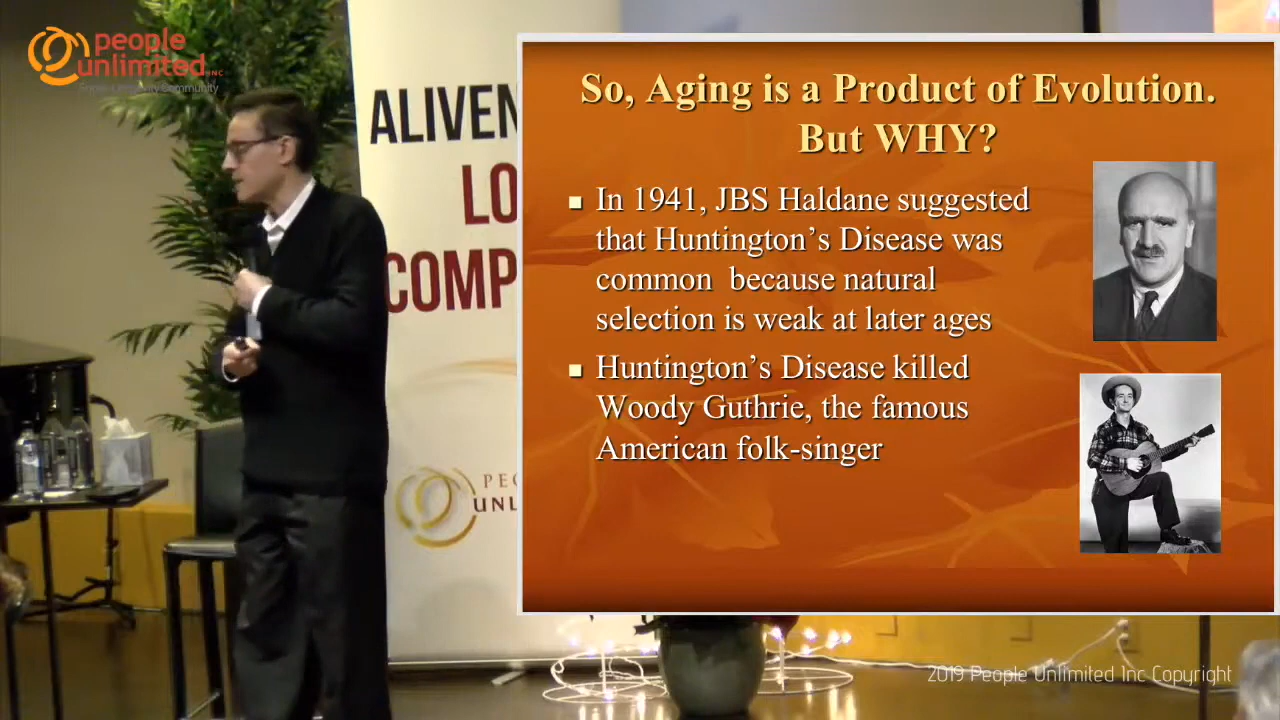 people
unlimited INC
ALIVEN
LO
COMP
PE
UNL
So, Aging is a Product of Evolution.
But WHY?
In 1941, JBS Haldane suggested
that Huntington's Disease was
common because natural
selection is weak at later ages
Huntington's Disease killed
Woody Guthrie, the famous
American folk-singer
2019 People Unlimited Inc Copyright